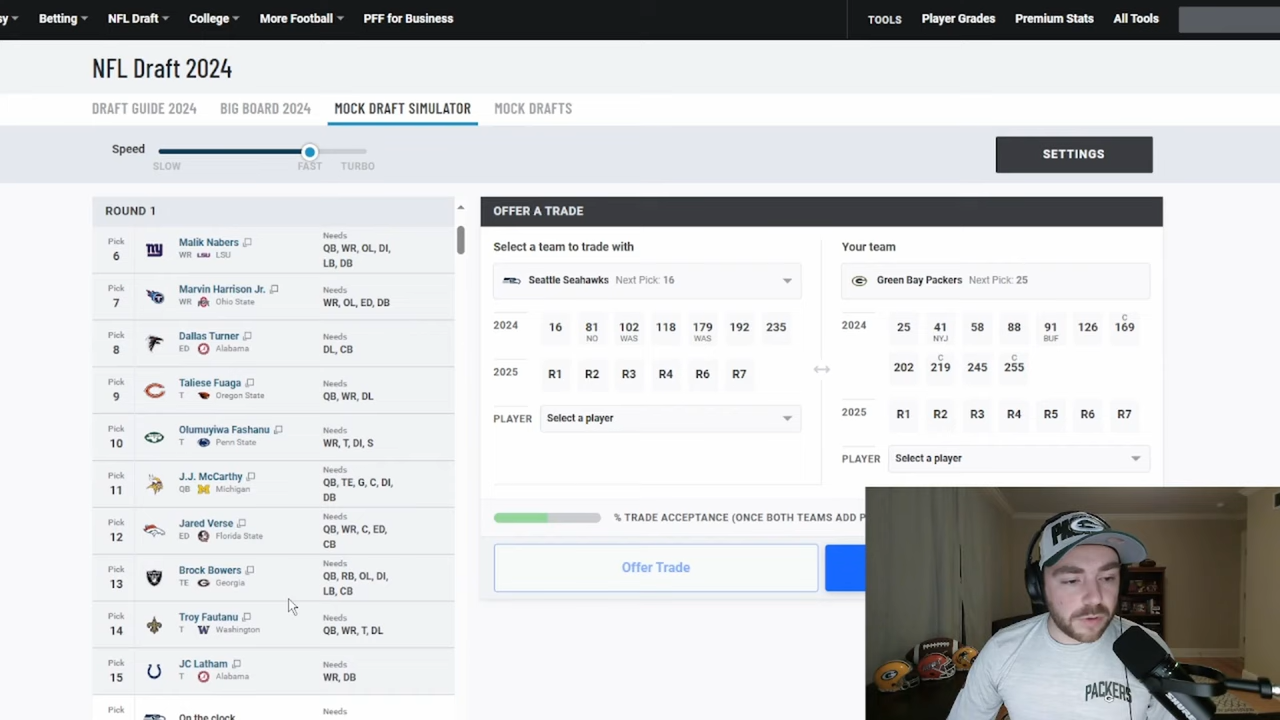 sy Betting NFL Draft College More Football PFF for Business TOOLS Player Grades Premium Stats All Tools
NFL Draft 2024
DRAFT GUIDE 2024 BIG BOARD 2024 MOCK DRAFT SIMULATOR MOCK DRAFTS
Speed
SLOW FAST TURBO
SETTINGS
ROUND 1
Pick 6 Malik Nabers Needs
WR LSU LSU QB, WR, OL, DI,
LB, DB
Pick 7 Marvin Harrison Jr. Needs
WR Ohio State WR, OL, ED, DB
Pick 8 Dallas Turner Needs
ED Alabama DL, CB
Pick 9 Taliese Fuaga Needs
T Oregon State QB, WR, DL
Pick 10 Olumuyiwa Fashanu Needs
T Penn State WR, T, DI, S
Pick 11 J.J. McCarthy Needs
QB Michigan QB, TE, G, C, DI,
DB
Pick 12 Jared Verse Needs
ED Florida State QB, WR, C, ED,
CB
Pick 13 Brock Bowers Needs
TE Georgia QB, RB, OL, DI,
LB, CB
Pick 14 Troy Fautanu Needs
T Washington QB, WR, T, DL
Pick 15 JC Latham Needs
T Alabama WR, DB
Pick On the clock Needs
OFFER A TRADE
Select a team to trade with
Seattle Seahawks Next Pick: 16
2024 16 81 102 118 179 192 235
NO WAS WAS
2025 R1 R2 R3 R4 R6 R7
PLAYER Select a player
Your team
Green Bay Packers Next Pick: 25
C
2024 25 41 58 88 91 126 169
NYJ BUF
C C
202 219 245 255
2025 R1 R2 R3 R4 R5 R6 R7
PLAYER Select a player
% TRADE ACCEPTANCE (ONCE BOTH TEAMS ADD P
Offer Trade
PACKERS